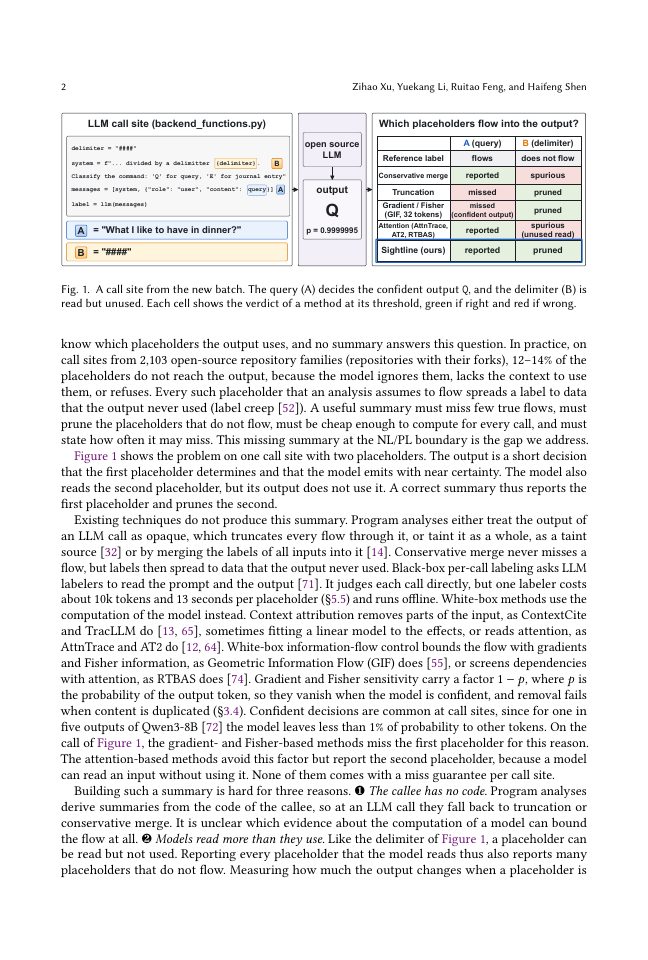 2
Zihao Xu, Yuekang Li, Ruitao Feng, and Haifeng Shen
LLM call site (backend_functions.py)
delimiter = "####"
system = f"... divided by a delimitter {delimiter}.
B
Classify the command: 'Q' for query, 'E' for journal entry"
messages = [system, {"role": "user", "content": query}]
A
label = llm(messages)
A = "What I like to have in dinner?"
B = "####"
open source
LLM
output
Q
p = 0.9999995
Which placeholders flow into the output?
A (query)
B (delimiter)
Reference label
flows
does not flow
Conservative merge
reported
spurious
Truncation
missed
pruned
Gradient / Fisher
(GIF, 32 tokens)
missed
(confident output)
pruned
Attention (AttnTrace,
AT2, RTBAS)
reported
spurious
(unused read)
Sightline (ours)
reported
pruned
Fig. 1. A call site from the new batch. The query (A) decides the confident output Q, and the delimiter (B) is
read but unused. Each cell shows the verdict of a method at its threshold, green if right and red if wrong.
know which placeholders the output uses, and no summary answers this question. In practice, on
call sites from 2,103 open-source repository families (repositories with their forks), 12–14% of the
placeholders do not reach the output, because the model ignores them, lacks the context to use
them, or refuses. Every such placeholder that an analysis assumes to flow spreads a label to data
that the output never used (label creep [52]). A useful summary must miss few true flows, must
prune the placeholders that do not flow, must be cheap enough to compute for every call, and must
state how often it may miss. This missing summary at the NL/PL boundary is the gap we address.
Figure 1 shows the problem on one call site with two placeholders. The output is a short decision
that the first placeholder determines and that the model emits with near certainty. The model also
reads the second placeholder, but its output does not use it. A correct summary thus reports the
first placeholder and prunes the second.
Existing techniques do not produce this summary. Program analyses either treat the output of
an LLM call as opaque, which truncates every flow through it, or taint it as a whole, as a taint
source [32] or by merging the labels of all inputs into it [14]. Conservative merge never misses a
flow, but labels then spread to data that the output never used. Black-box per-call labeling asks LLM
labelers to read the prompt and the output [71]. It judges each call directly, but one labeler costs
about 10k tokens and 13 seconds per placeholder (§5.5) and runs offline. White-box methods use the
computation of the model instead. Context attribution removes parts of the input, as ContextCite
and TracLLM do [13, 65], sometimes fitting a linear model to the effects, or reads attention, as
AttnTrace and AT2 do [12, 64]. White-box information-flow control bounds the flow with gradients
and Fisher information, as Geometric Information Flow (GIF) does [55], or screens dependencies
with attention, as RTBAS does [74]. Gradient and Fisher sensitivity carry a factor 1 − p, where p is
the probability of the output token, so they vanish when the model is confident, and removal fails
when content is duplicated (§3.4). Confident decisions are common at call sites, since for one in
five outputs of Qwen3-8B [72] the model leaves less than 1% of probability to other tokens. On the
call of Figure 1, the gradient- and Fisher-based methods miss the first placeholder for this reason.
The attention-based methods avoid this factor but report the second placeholder, because a model
can read an input without using it. None of them comes with a miss guarantee per call site.
Building such a summary is hard for three reasons. ❶ The callee has no code. Program analyses
derive summaries from the code of the callee, so at an LLM call they fall back to truncation or
conservative merge. It is unclear which evidence about the computation of a model can bound
the flow at all. ❷ Models read more than they use. Like the delimiter of Figure 1, a placeholder can
be read but not used. Reporting every placeholder that the model reads thus also reports many
placeholders that do not flow. Measuring how much the output changes when a placeholder is